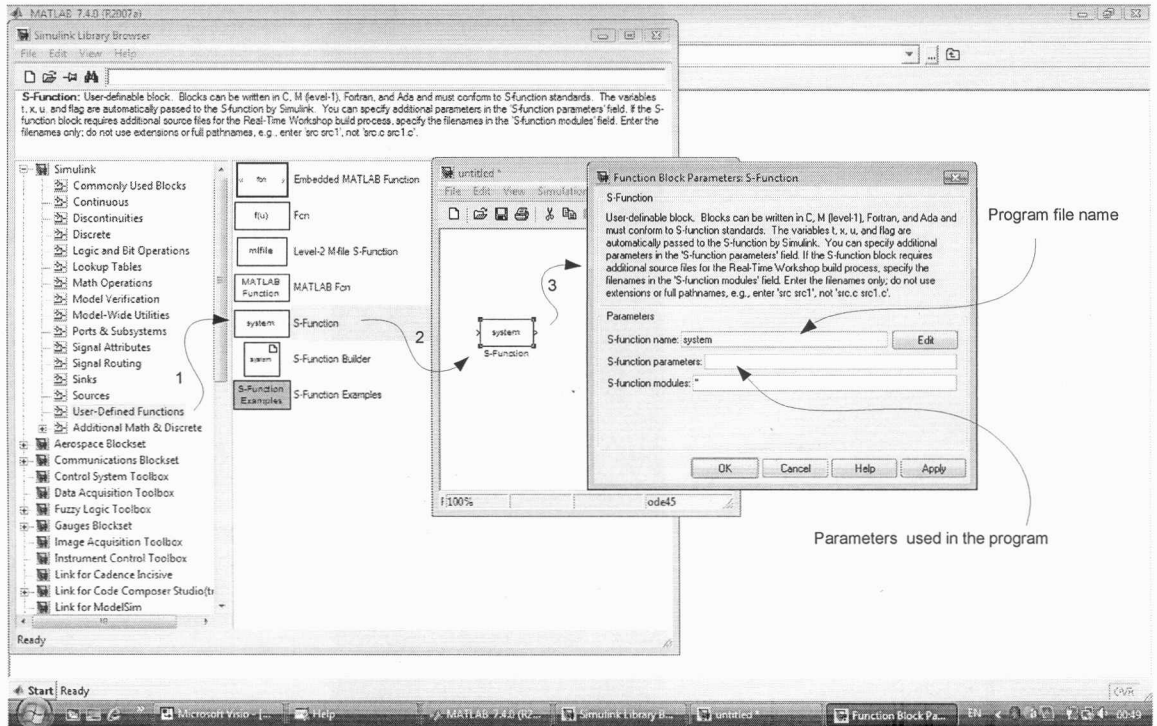 MATLAB 7.4.0 (R2007a)
Simulink Library Browser
File Edit View Help
S-Function: User-definable block. Blocks can be written in C, M (level-1), Fortran, and Ada and must conform to S-function standards. The variables
t, x, u, and flag are automatically passed to the S-function by Simulink. You can specify additional parameters in the 'S-function parameters' field. If the S-
function block requires additional source files for the Real-Time Workshop build process, specify the filenames in the 'S-function modules' field. Enter the
filenames only; do not use extensions or full pathnames, e.g., enter 'src src1', not 'src.c src1.c'.
Simulink
Commonly Used Blocks
Continuous
Discontinuities
Discrete
Logic and Bit Operations
Lookup Tables
Math Operations
Model Verification
Model-Wide Utilities
Ports & Subsystems
Signal Attributes
Signal Routing
Sinks
Sources
User-Defined Functions
Additional Math & Discrete
Aerospace Blockset
Communications Blockset
Control System Toolbox
Data Acquisition Toolbox
Fuzzy Logic Toolbox
Gauges Blockset
Image Acquisition Toolbox
Instrument Control Toolbox
Link for Cadence Incisive
Link for Code Composer Studio(t
Link for ModelSim
Ready
1
u fcn y
Embedded MATLAB Function
f(u)
Fcn
mlfile
Level-2 M-file S-Function
MATLAB
Function
MATLAB Fcn
system
S-Function
system
S-Function Builder
S-Function
Examples
S-Function Examples
2
untitled *
File Edit View Simulation
system
S-Function
100%
ode45
3
Function Block Parameters: S-Function
S-Function
User-definable block. Blocks can be written in C, M (level-1), Fortran, and Ada and
must conform to S-function standards. The variables t, x, u, and flag are
automatically passed to the S-function by Simulink. You can specify additional
parameters in the 'S-function parameters' field. If the S-function block requires
additional source files for the Real-Time Workshop build process, specify the
filenames in the 'S-function modules' field. Enter the filenames only; do not use
extensions or full pathnames, e.g., enter 'src src1', not 'src.c src1.c'.
Parameters
S-function name: system
Edit
S-function parameters:
S-function modules: ''
OK Cancel Help Apply
Program file name
Parameters used in the program
Start Ready
OVR
Microsoft Visio - [... Help MATLAB 7.4.0 (R2... Simulink Library B... untitled * Function Block Pa... EN 00:49